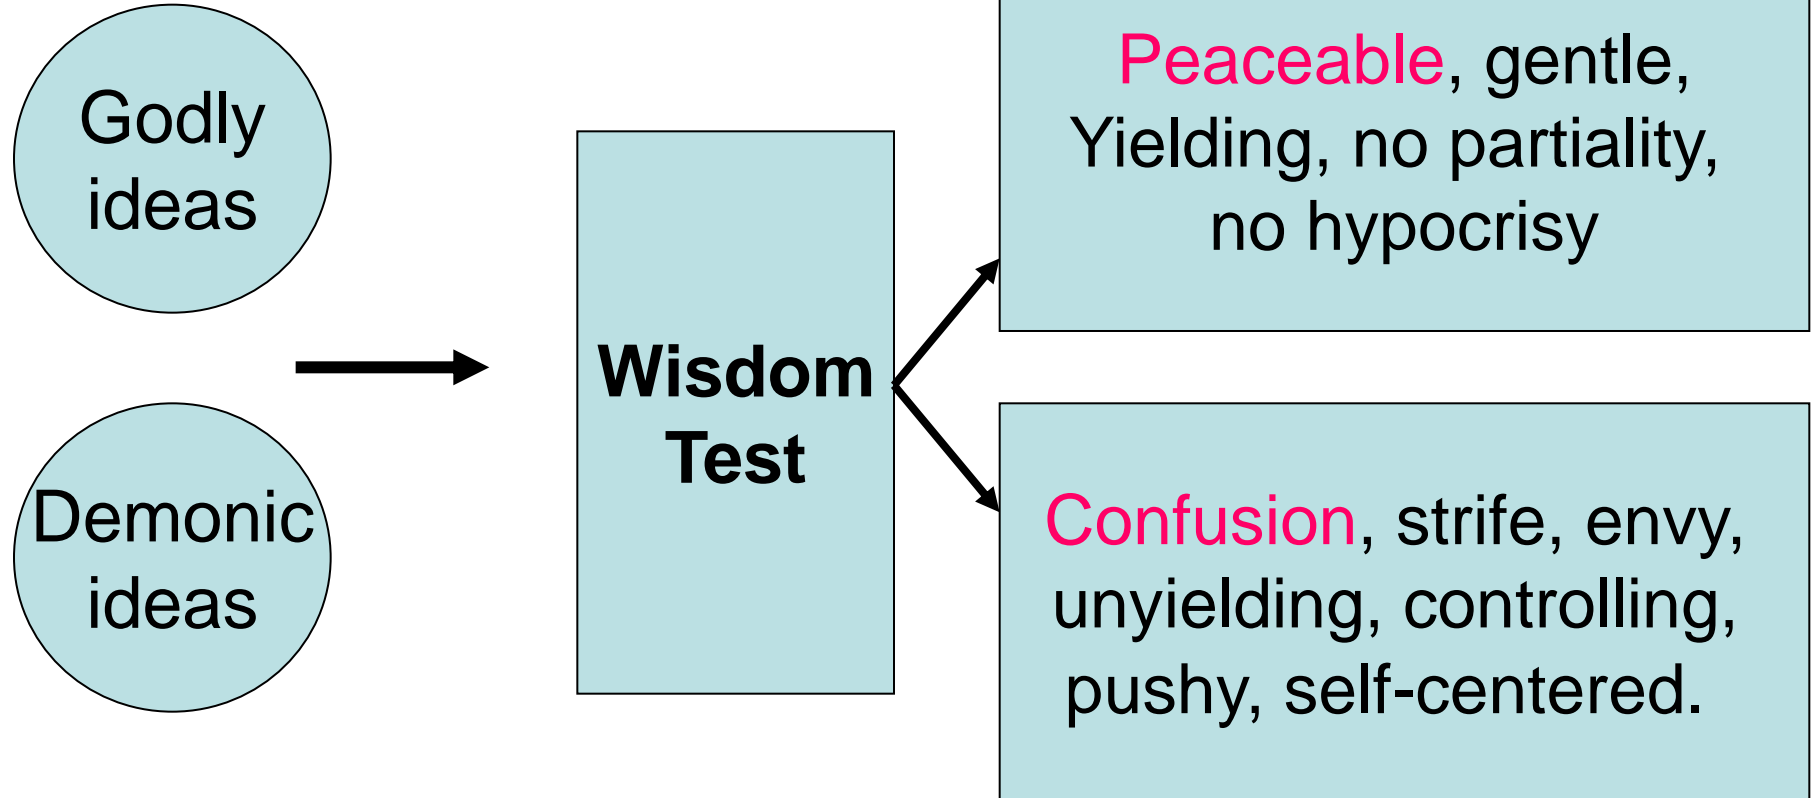 Godly
ideas
Demonic
ideas
Wisdom
Test
Peaceable, gentle,
Yielding, no partiality,
no hypocrisy
Confusion, strife, envy,
unyielding, controlling,
pushy, self-centered.